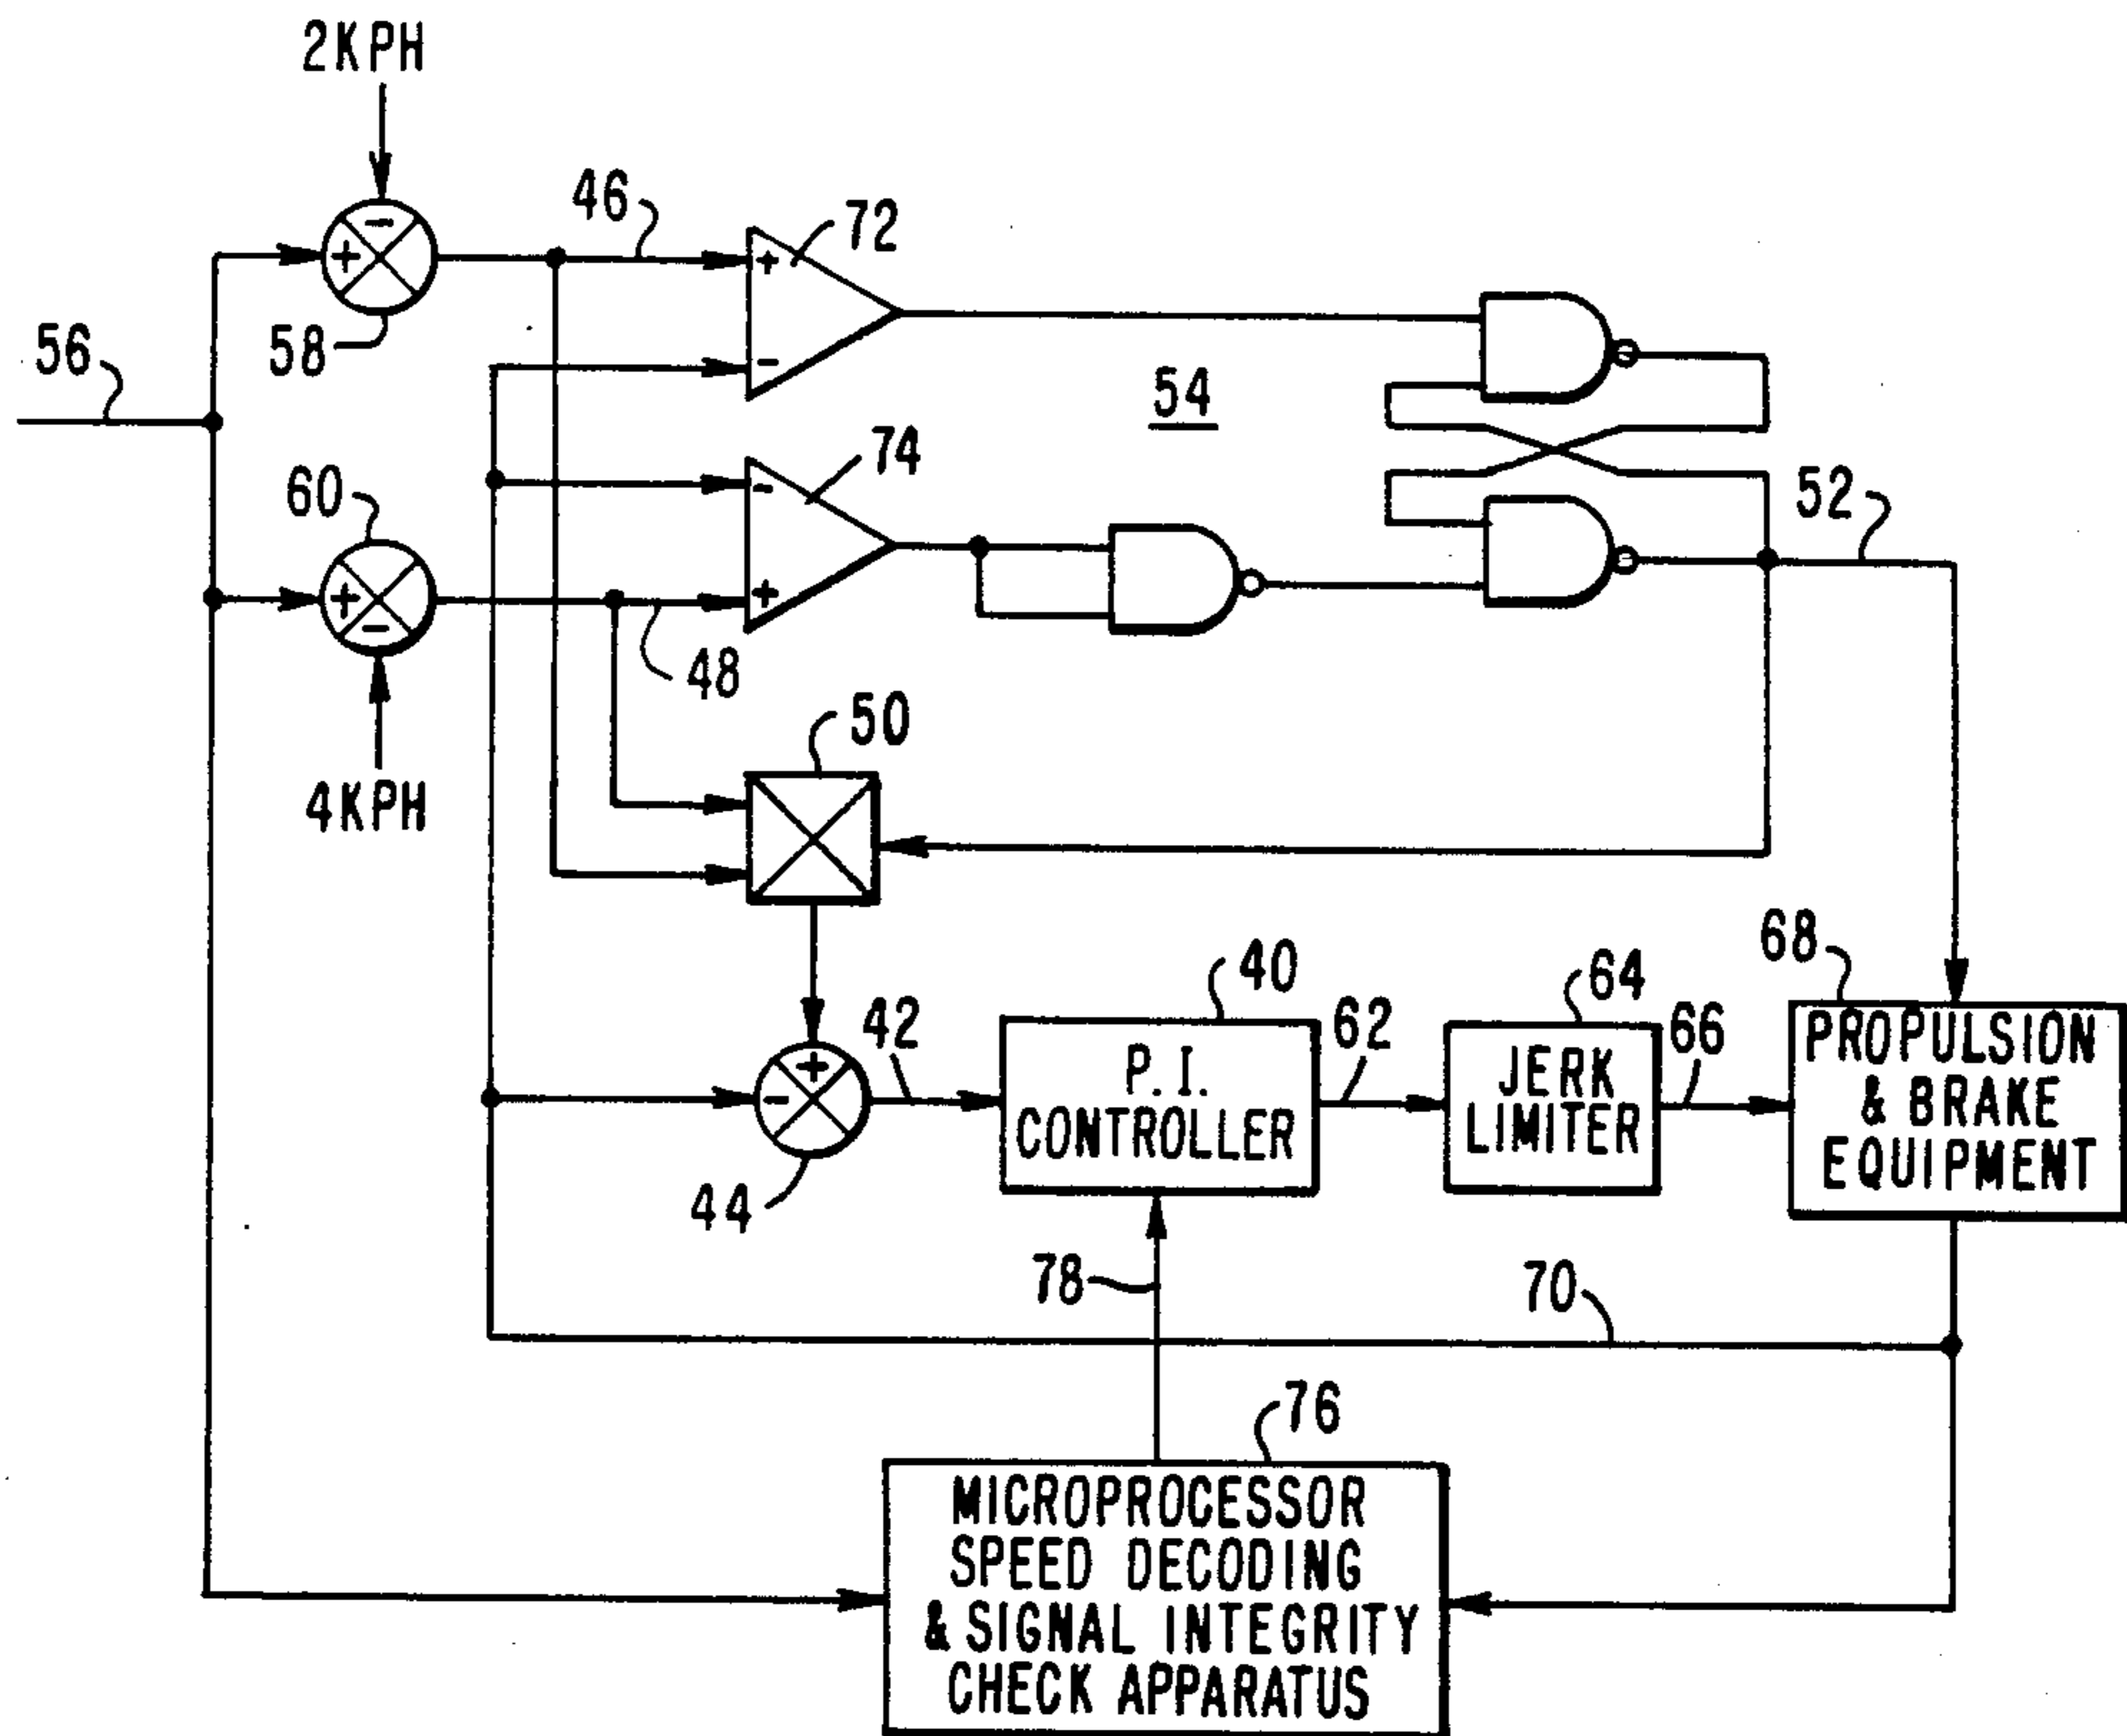 2KPH
46
72
58
56
54
74
60
52
48
50
4KPH
68
40
64
42
62
66
PROPULSION
& BRAKE
EQUIPMENT
P.I.
CONTROLLER
JERK
LIMITER
44
78
70
76
MICROPROCESSOR
SPEED DECODING
& SIGNAL INTEGRITY
CHECK APPARATUS
+
-
+
-
+
-
-
+
+
-
+
-